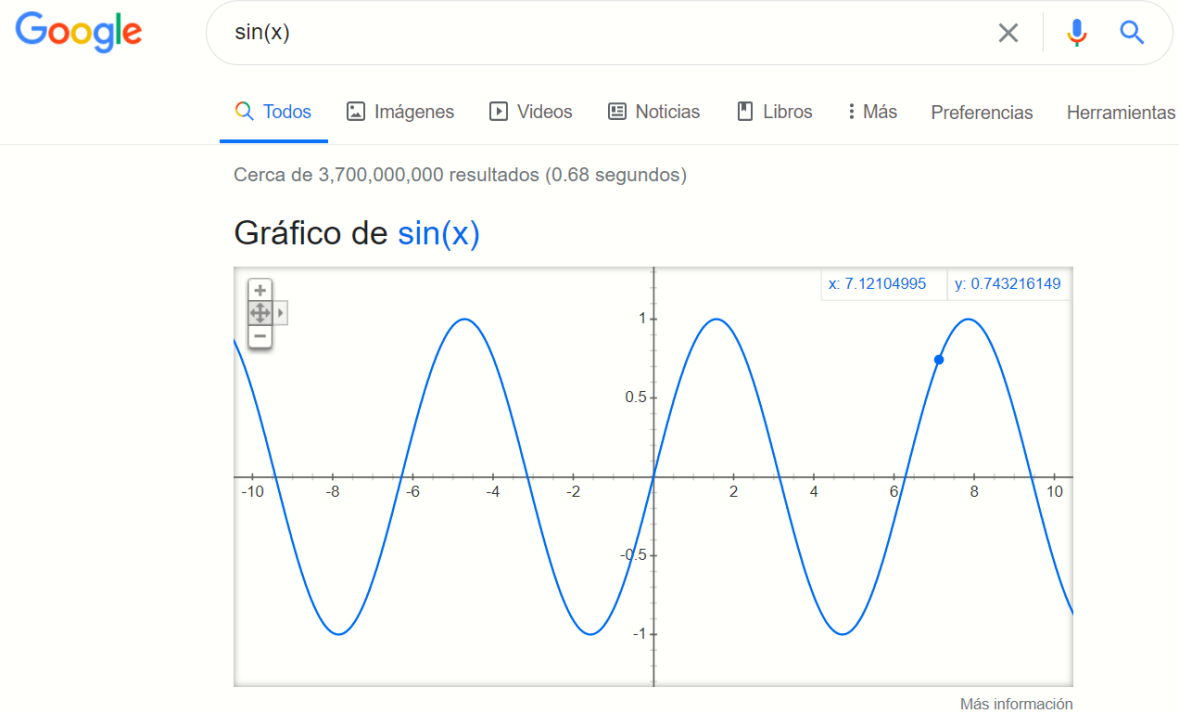 Google
sin(x)
Todos Imágenes Videos Noticias Libros Más Preferencias Herramientas
Cerca de 3,700,000,000 resultados (0.68 segundos)
Gráfico de sin(x)
x: 7.12104995 y: 0.743216149
1
0.5
-10 -8 -6 -4 -2 2 4 6 8 10
-0.5
-1
Más información